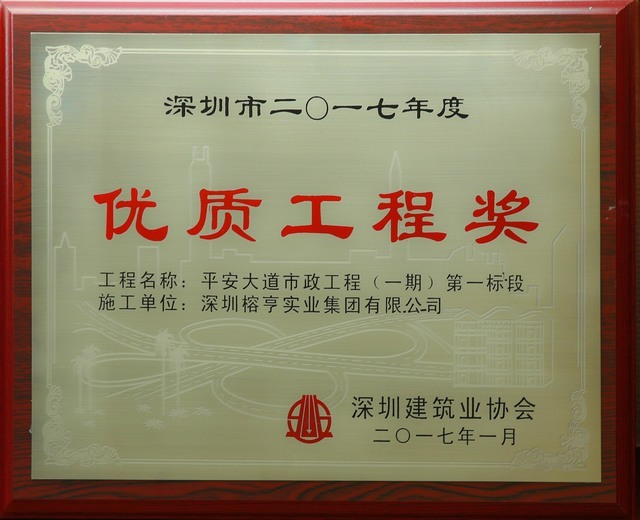 深圳市二〇一七年度
优质工程奖
工程名称：平安大道市政工程（一期）第一标段
施工单位：深圳榕亨实业集团有限公司
深圳建筑业协会
二〇一七年一月